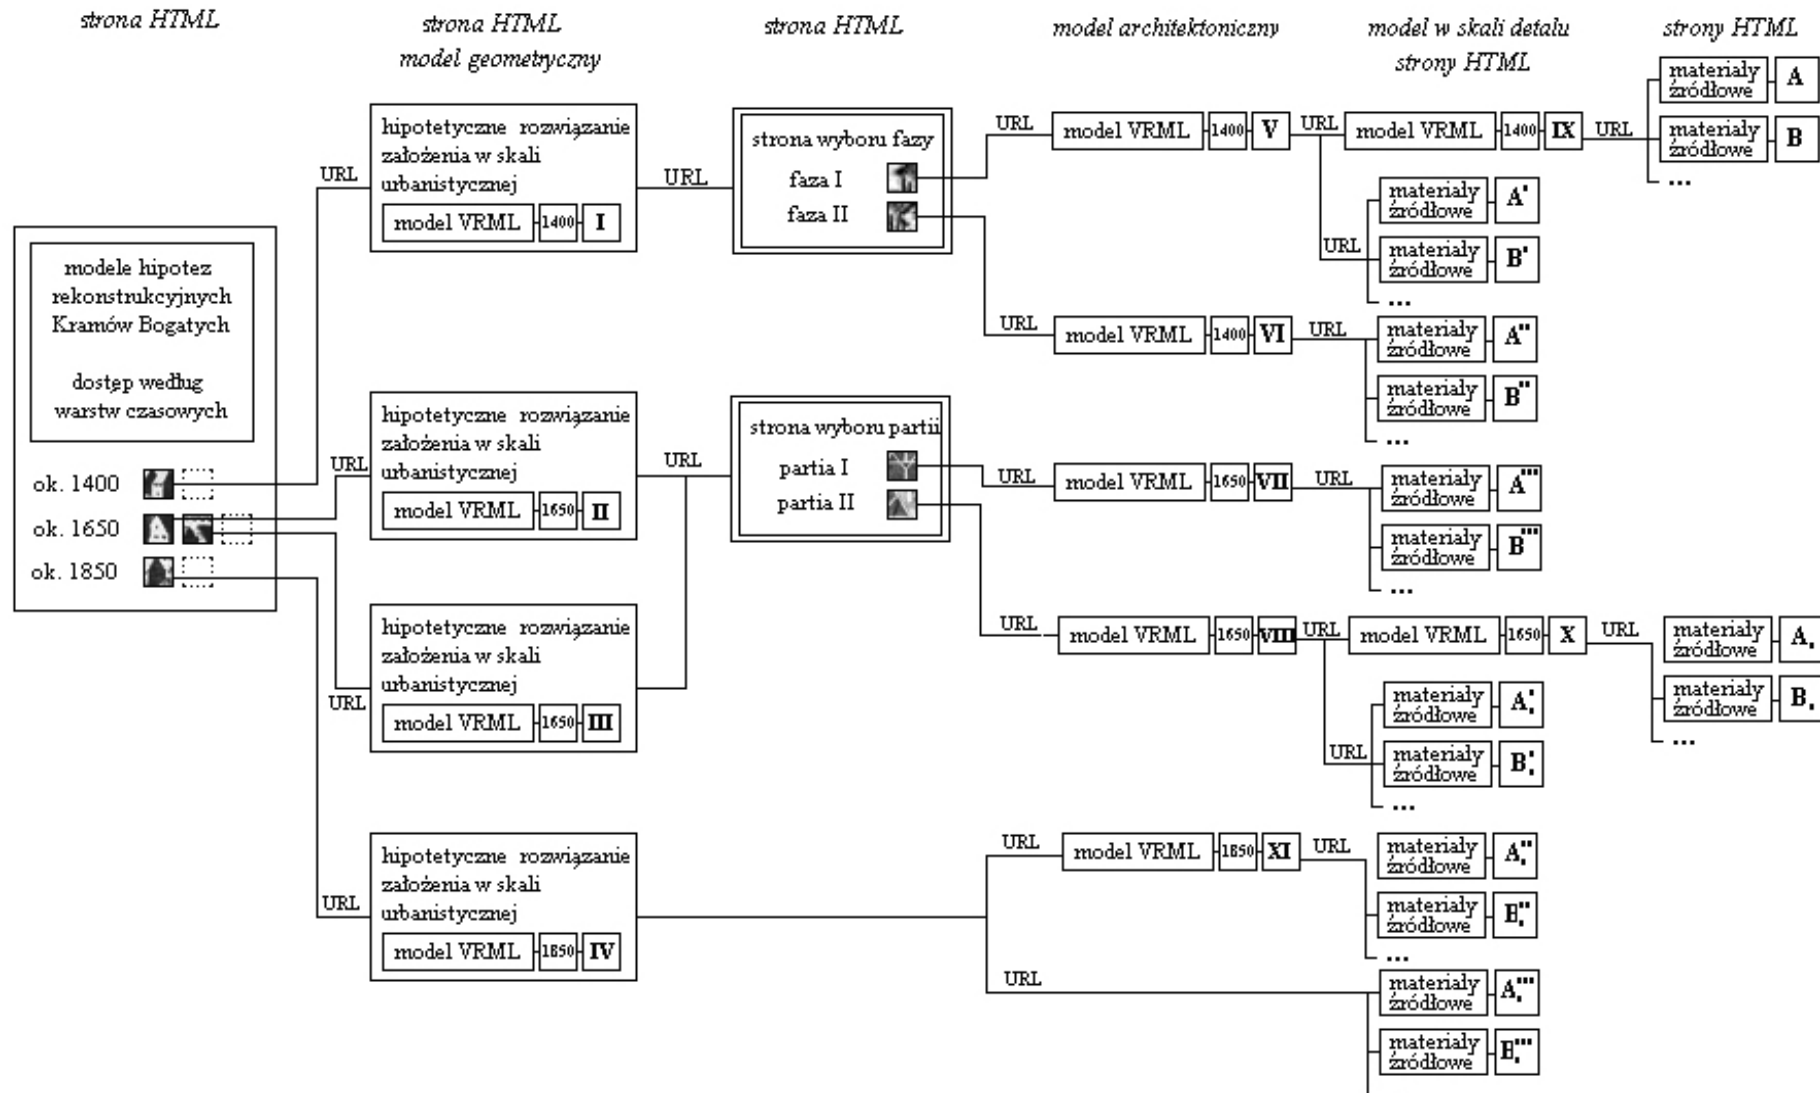 strona HTML
strona HTML
model geometryczny
strona HTML
model architektoniczny
model w skali detalu
strony HTML
strony HTML
modele hipotez
rekonstrukcyjnych
Kramów Bogatych
dostęp według
warstw czasowych
ok. 1400
ok. 1650
ok. 1850
URL
hipotetyczne rozwiązanie
założenia w skali
urbanistycznej
model VRML 1400 I
URL
strona wyboru fazy
faza I
faza II
URL
model VRML 1400 V
URL
model VRML 1400 IX
URL
materiały
źródłowe
A
materiały
źródłowe
B
...
URL
materiały
źródłowe
A'
materiały
źródłowe
B'
...
URL
model VRML 1400 VI
URL
materiały
źródłowe
A''
materiały
źródłowe
B''
...
URL
hipotetyczne rozwiązanie
założenia w skali
urbanistycznej
model VRML 1650 II
URL
strona wyboru partii
partia I
partia II
URL
model VRML 1650 VII
URL
materiały
źródłowe
A'''
materiały
źródłowe
B'''
...
URL
hipotetyczne rozwiązanie
założenia w skali
urbanistycznej
model VRML 1650 III
URL
model VRML 1650 VIII
URL
model VRML 1650 X
URL
materiały
źródłowe
A.
materiały
źródłowe
B.
...
URL
materiały
źródłowe
A.'
materiały
źródłowe
B.'
...
URL
hipotetyczne rozwiązanie
założenia w skali
urbanistycznej
model VRML 1850 IV
URL
model VRML 1850 XI
URL
materiały
źródłowe
A.''
materiały
źródłowe
B.''
...
URL
materiały
źródłowe
A.'''
materiały
źródłowe
B.'''